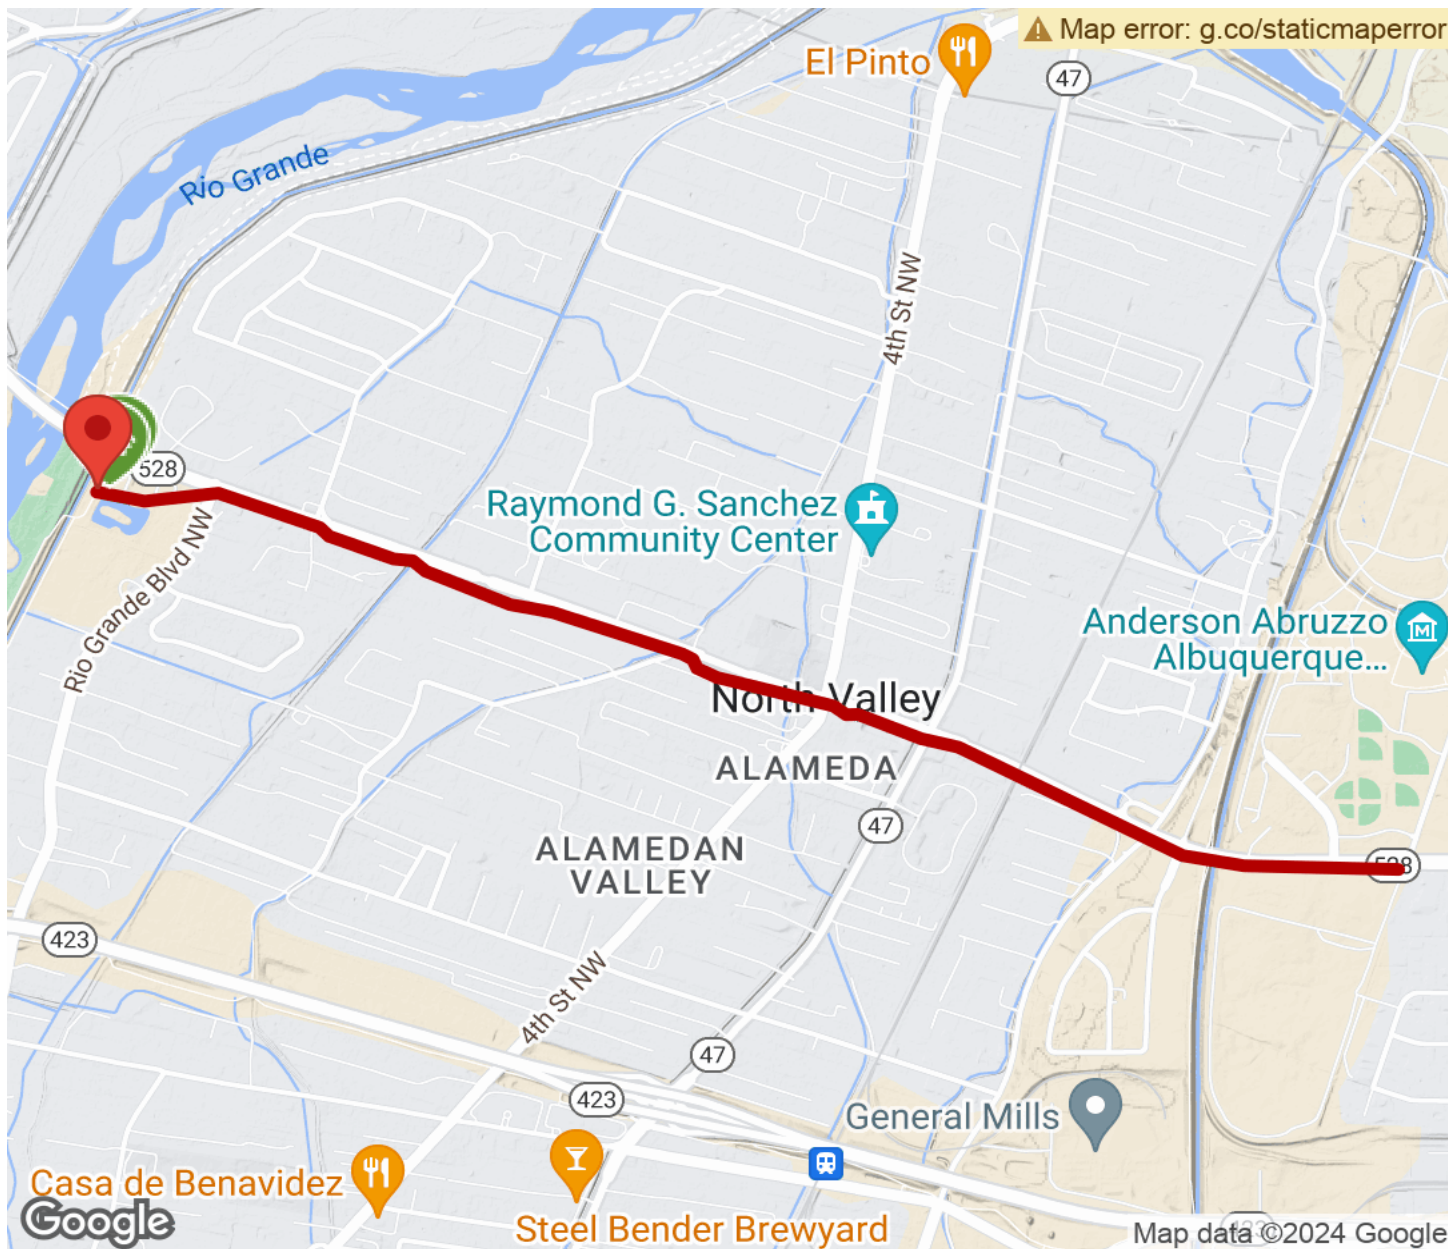 Map error: g.co/staticmaperror
El Pinto
47
Rio Grande
4th St NW
528
Raymond G. Sanchez
Community Center
Rio Grande Blvd NW
Anderson Abruzzo
Albuquerque...
North Valley
ALAMEDA
47
ALAMEDAN
VALLEY
528
423
4th St NW
47
423
General Mills
Casa de Benavidez
Steel Bender Brewyard
Google
423
Map data ©2024 Google